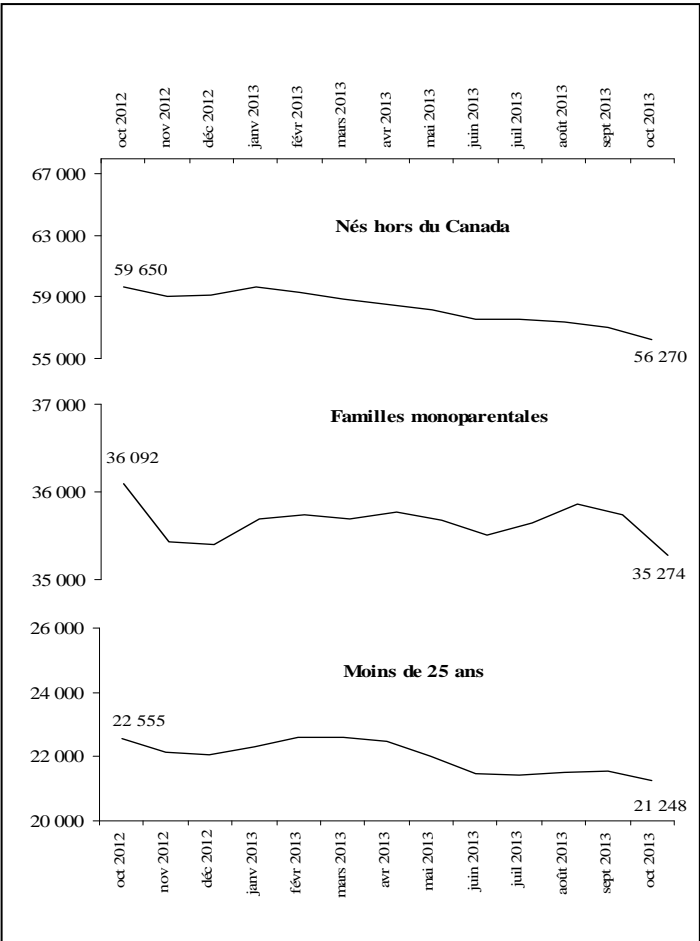 oct 2012
nov 2012
déc 2012
janv 2013
févr 2013
mars 2013
avr 2013
mai 2013
juin 2013
juil 2013
août 2013
sept 2013
oct 2013
67 000
63 000
59 000
55 000
Nés hors du Canada
59 650
56 270
37 000
36 000
35 000
Familles monoparentales
36 092
35 274
26 000
24 000
22 000
20 000
Moins de 25 ans
22 555
21 248
oct 2012
nov 2012
déc 2012
janv 2013
févr 2013
mars 2013
avr 2013
mai 2013
juin 2013
juil 2013
août 2013
sept 2013
oct 2013